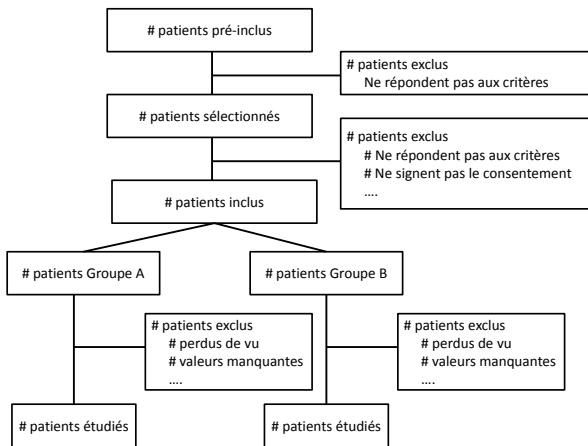 # patients pré-inclus
# patients exclus
Ne répondent pas aux critères
# patients sélectionnés
# patients exclus
# Ne répondent pas aux critères
# Ne signent pas le consentement
....
# patients inclus
# patients Groupe A
# patients Groupe B
# patients exclus
# perdus de vu
# valeurs manquantes
....
# patients exclus
# perdus de vu
# valeurs manquantes
....
# patients étudiés
# patients étudiés